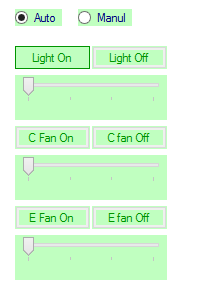 Auto Manul
Light On Light Off
C Fan On C fan Off
E Fan On E fan Off